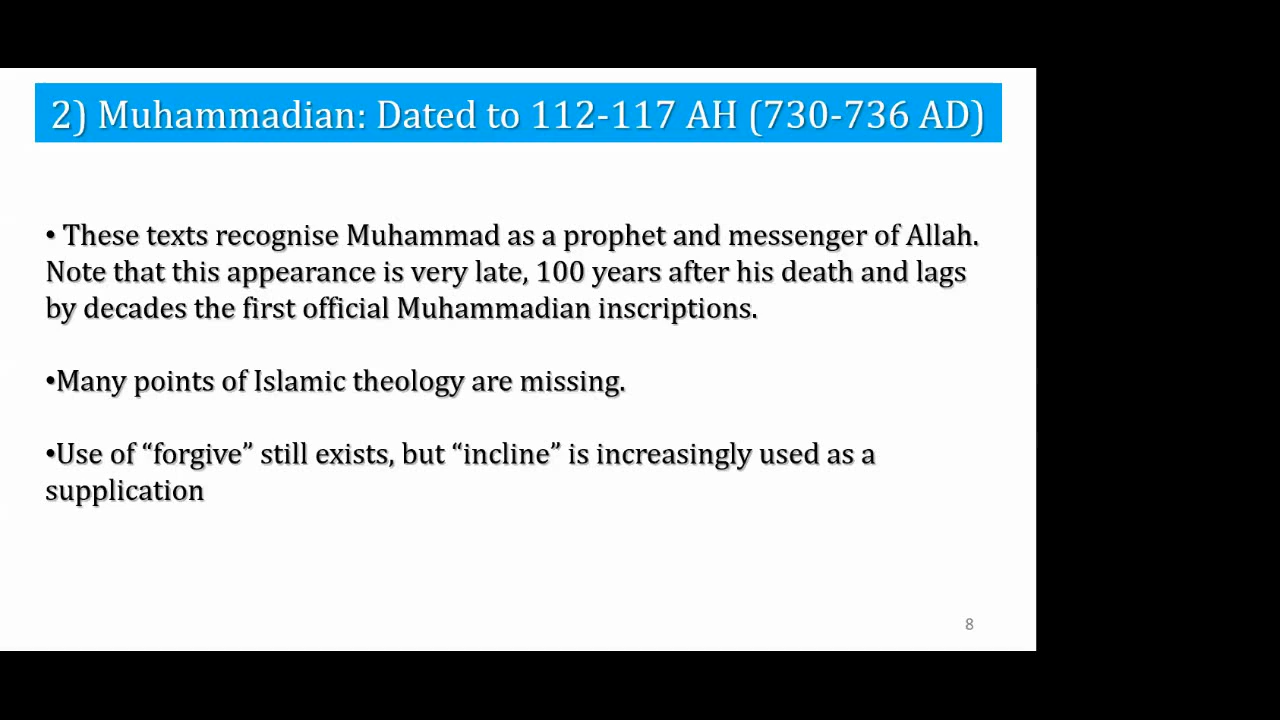 2) Muhammadian: Dated to 112-117 AH (730-736 AD)
• These texts recognise Muhammad as a prophet and messenger of Allah.
Note that this appearance is very late, 100 years after his death and lags
by decades the first official Muhammadian inscriptions.
•Many points of Islamic theology are missing.
•Use of “forgive” still exists, but “incline” is increasingly used as a
supplication
8